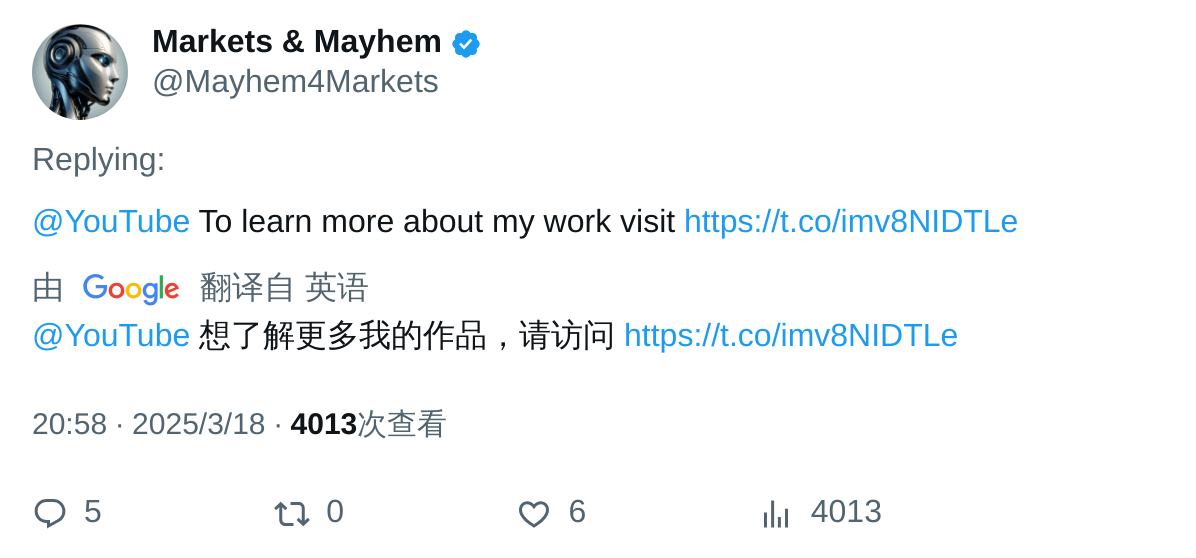 Markets & Mayhem
@Mayhem4Markets
Replying:
@YouTube To learn more about my work visit https://t.co/imv8NIDTLe
由 Google 翻译自 英语
@YouTube 想了解更多我的作品，请访问 https://t.co/imv8NIDTLe
20:58 · 2025/3/18 · 4013次查看
5 0 6 4013